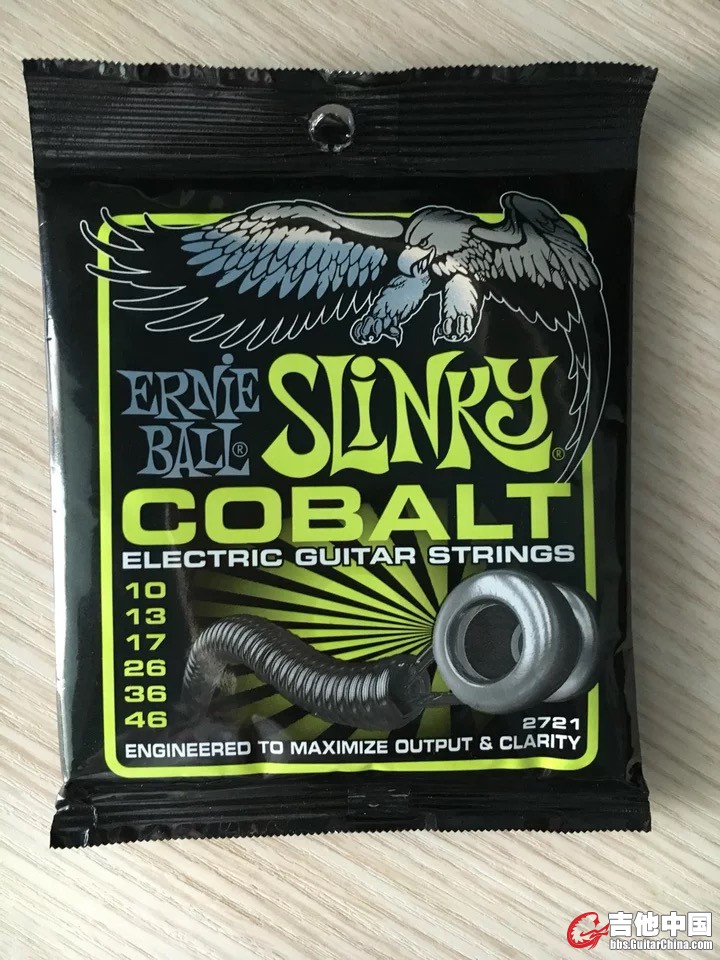 ERNIE BALL® SLINKY®
COBALT
ELECTRIC GUITAR STRINGS
10
13
17
26
36
46
2721
ENGINEERED TO MAXIMIZE OUTPUT & CLARITY
吉他中国
bbs.GuitarChina.com